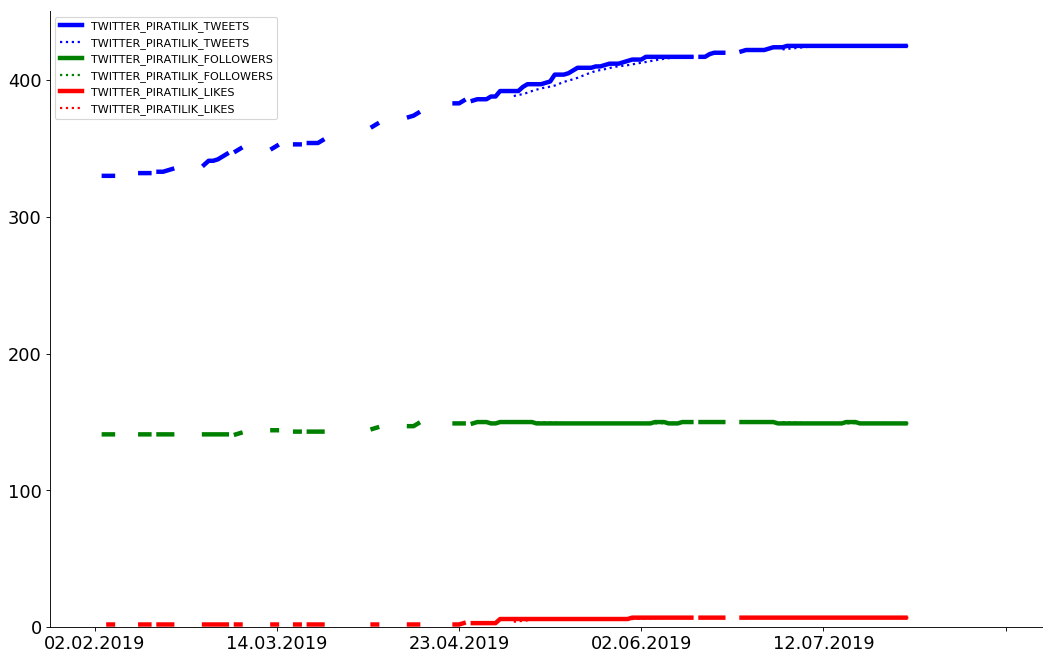 TWITTER_PIRATILIK_TWEETS
TWITTER_PIRATILIK_TWEETS
TWITTER_PIRATILIK_FOLLOWERS
TWITTER_PIRATILIK_FOLLOWERS
TWITTER_PIRATILIK_LIKES
TWITTER_PIRATILIK_LIKES
400
300
200
100
0
02.02.2019 14.03.2019 23.04.2019 02.06.2019 12.07.2019